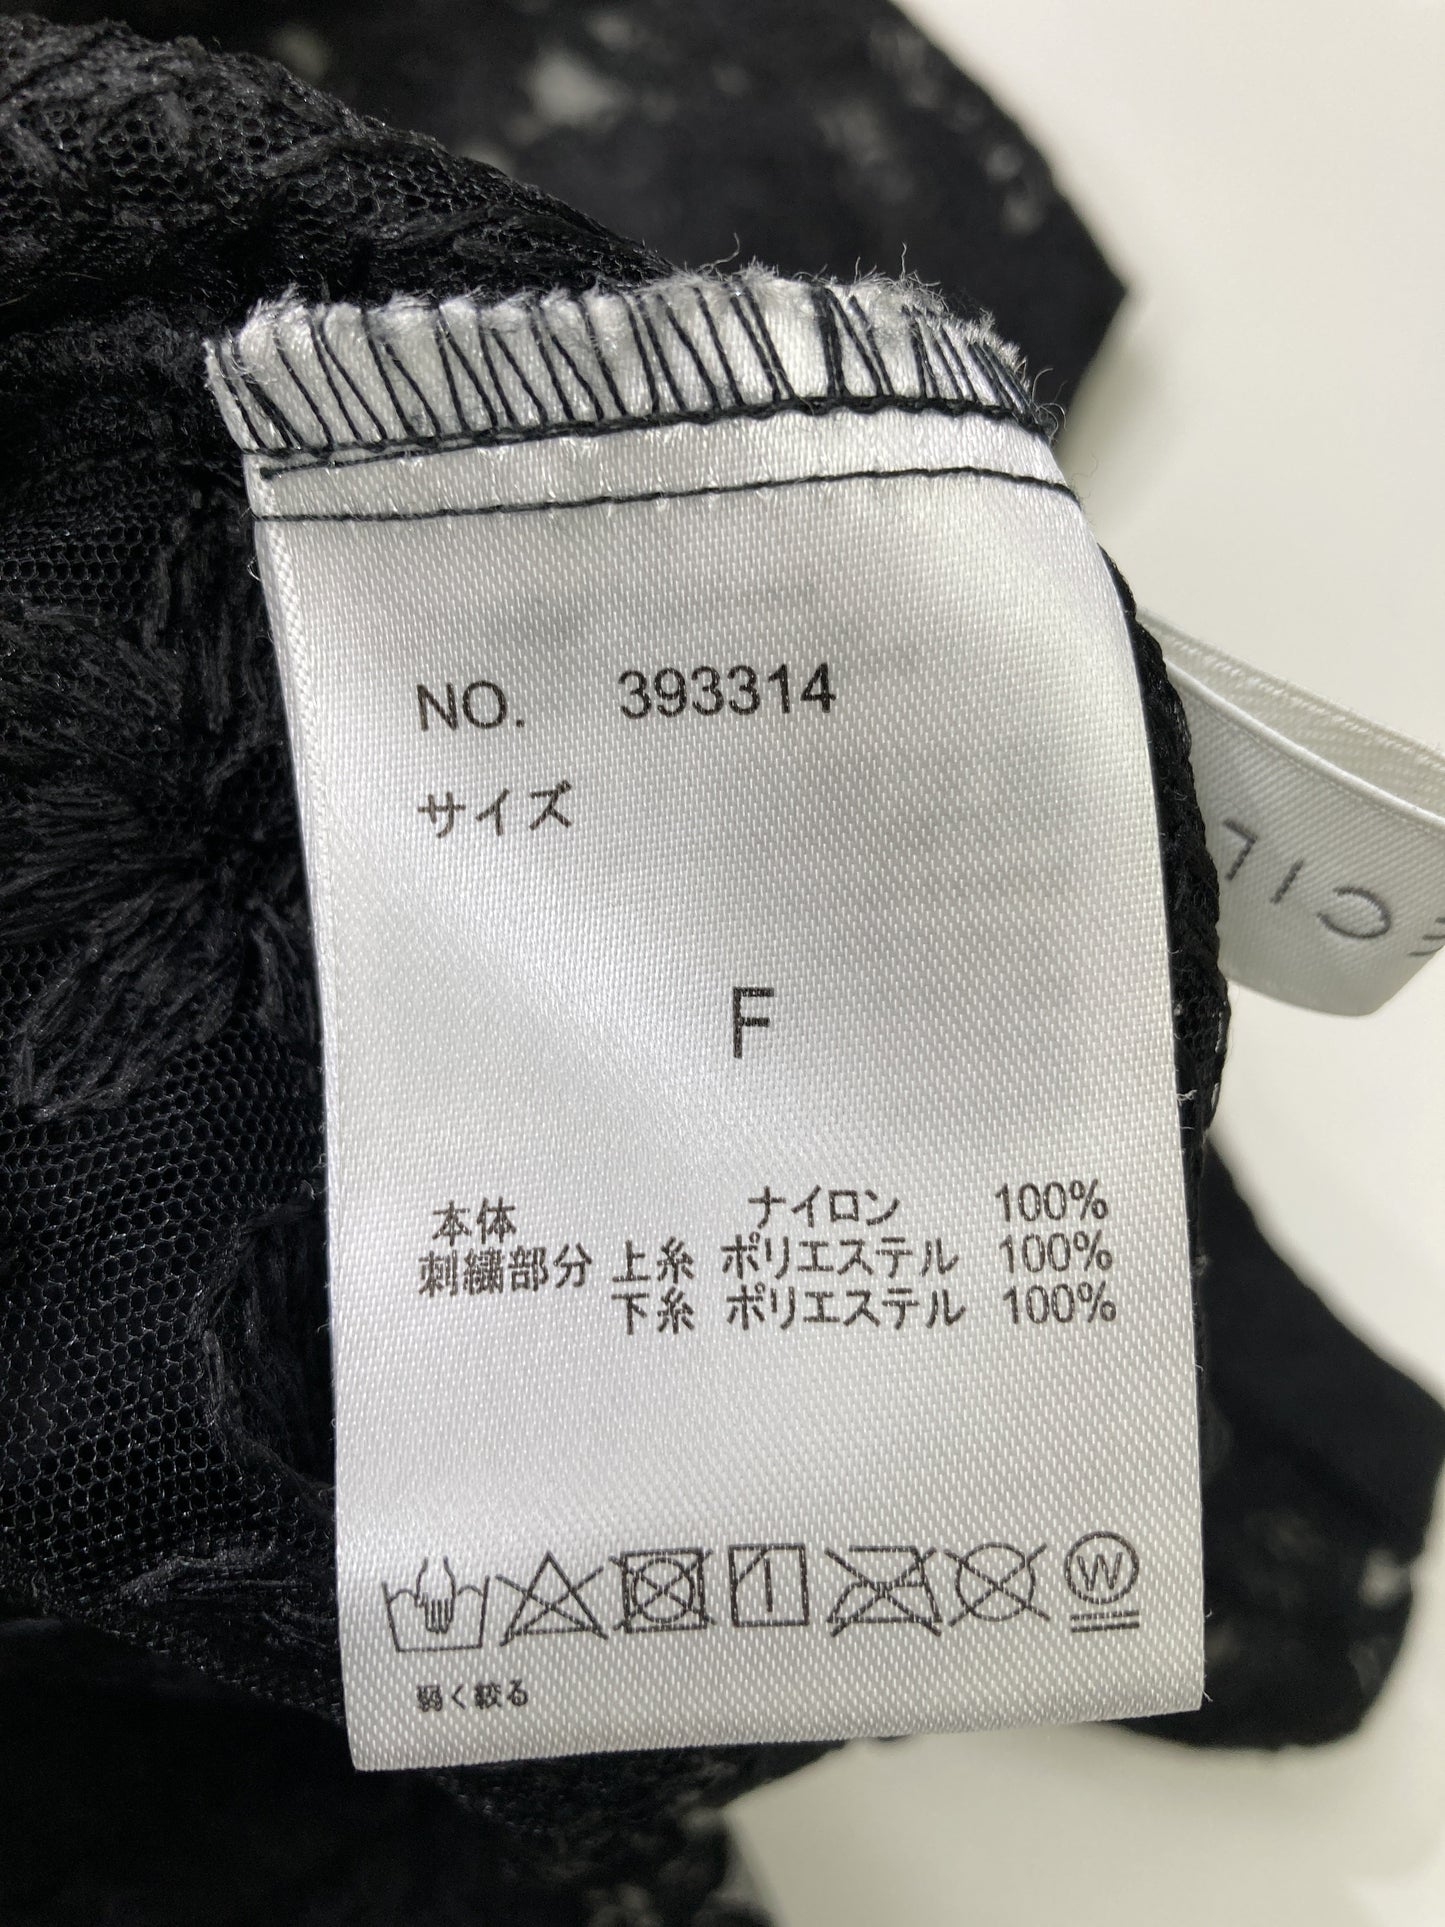 NO. 393314
サイズ
F
本体 ナイロン 100%
刺繍部分 上糸 ポリエステル 100%
下糸 ポリエステル 100%
W
弱く絞る
CIL